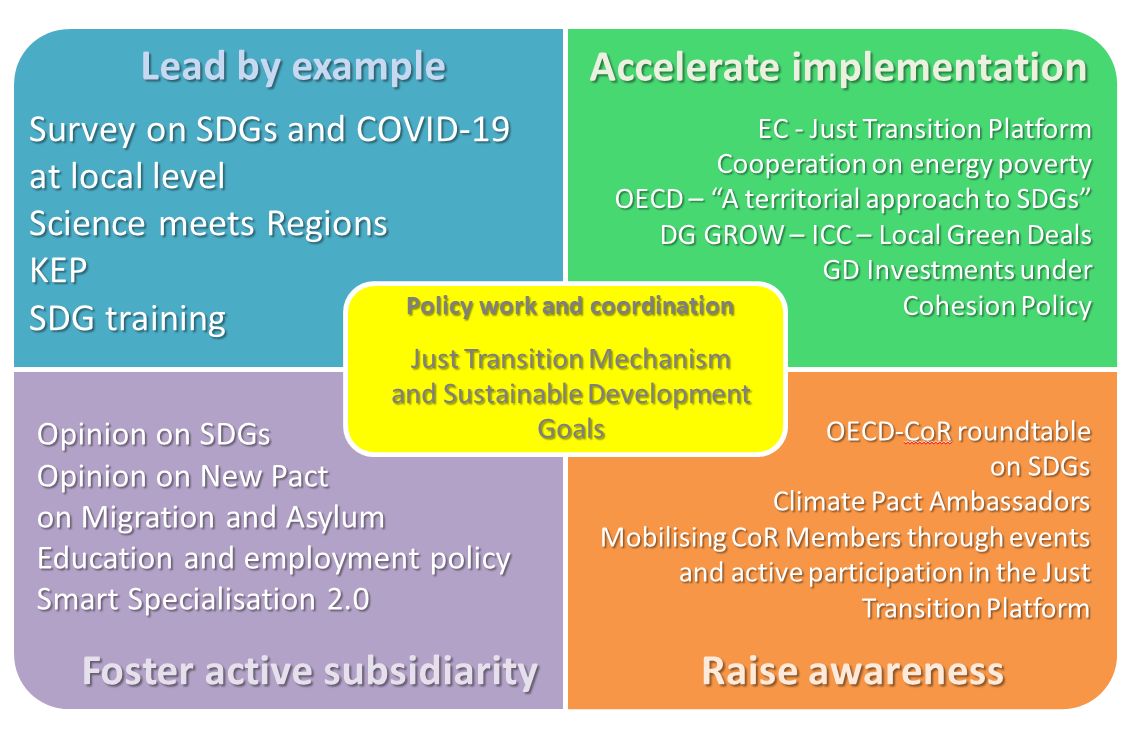 Lead by example
Survey on SDGs and COVID-19
at local level
Science meets Regions
KEP
SDG training
Accelerate implementation
EC - Just Transition Platform
Cooperation on energy poverty
OECD – “A territorial approach to SDGs”
DG GROW – ICC – Local Green Deals
GD Investments under
Cohesion Policy
Policy work and coordination
Just Transition Mechanism
and Sustainable Development
Goals
Opinion on SDGs
Opinion on New Pact
on Migration and Asylum
Education and employment policy
Smart Specialisation 2.0
Foster active subsidiarity
OECD-CoR roundtable
on SDGs
Climate Pact Ambassadors
Mobilising CoR Members through events
and active participation in the Just
Transition Platform
Raise awareness